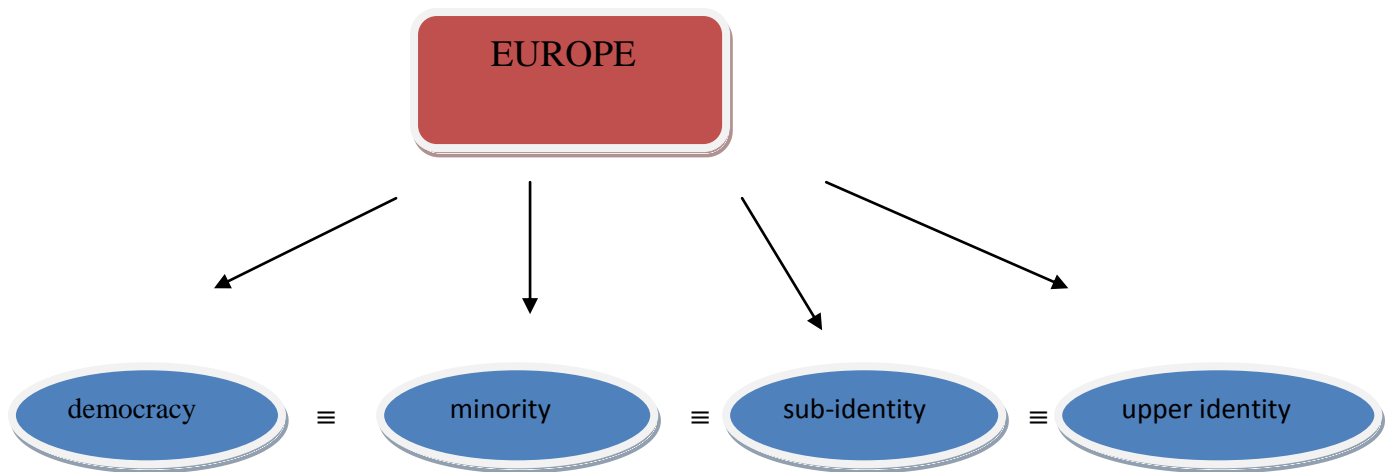 EUROPE
democracy ≡ minority ≡ sub-identity ≡ upper identity